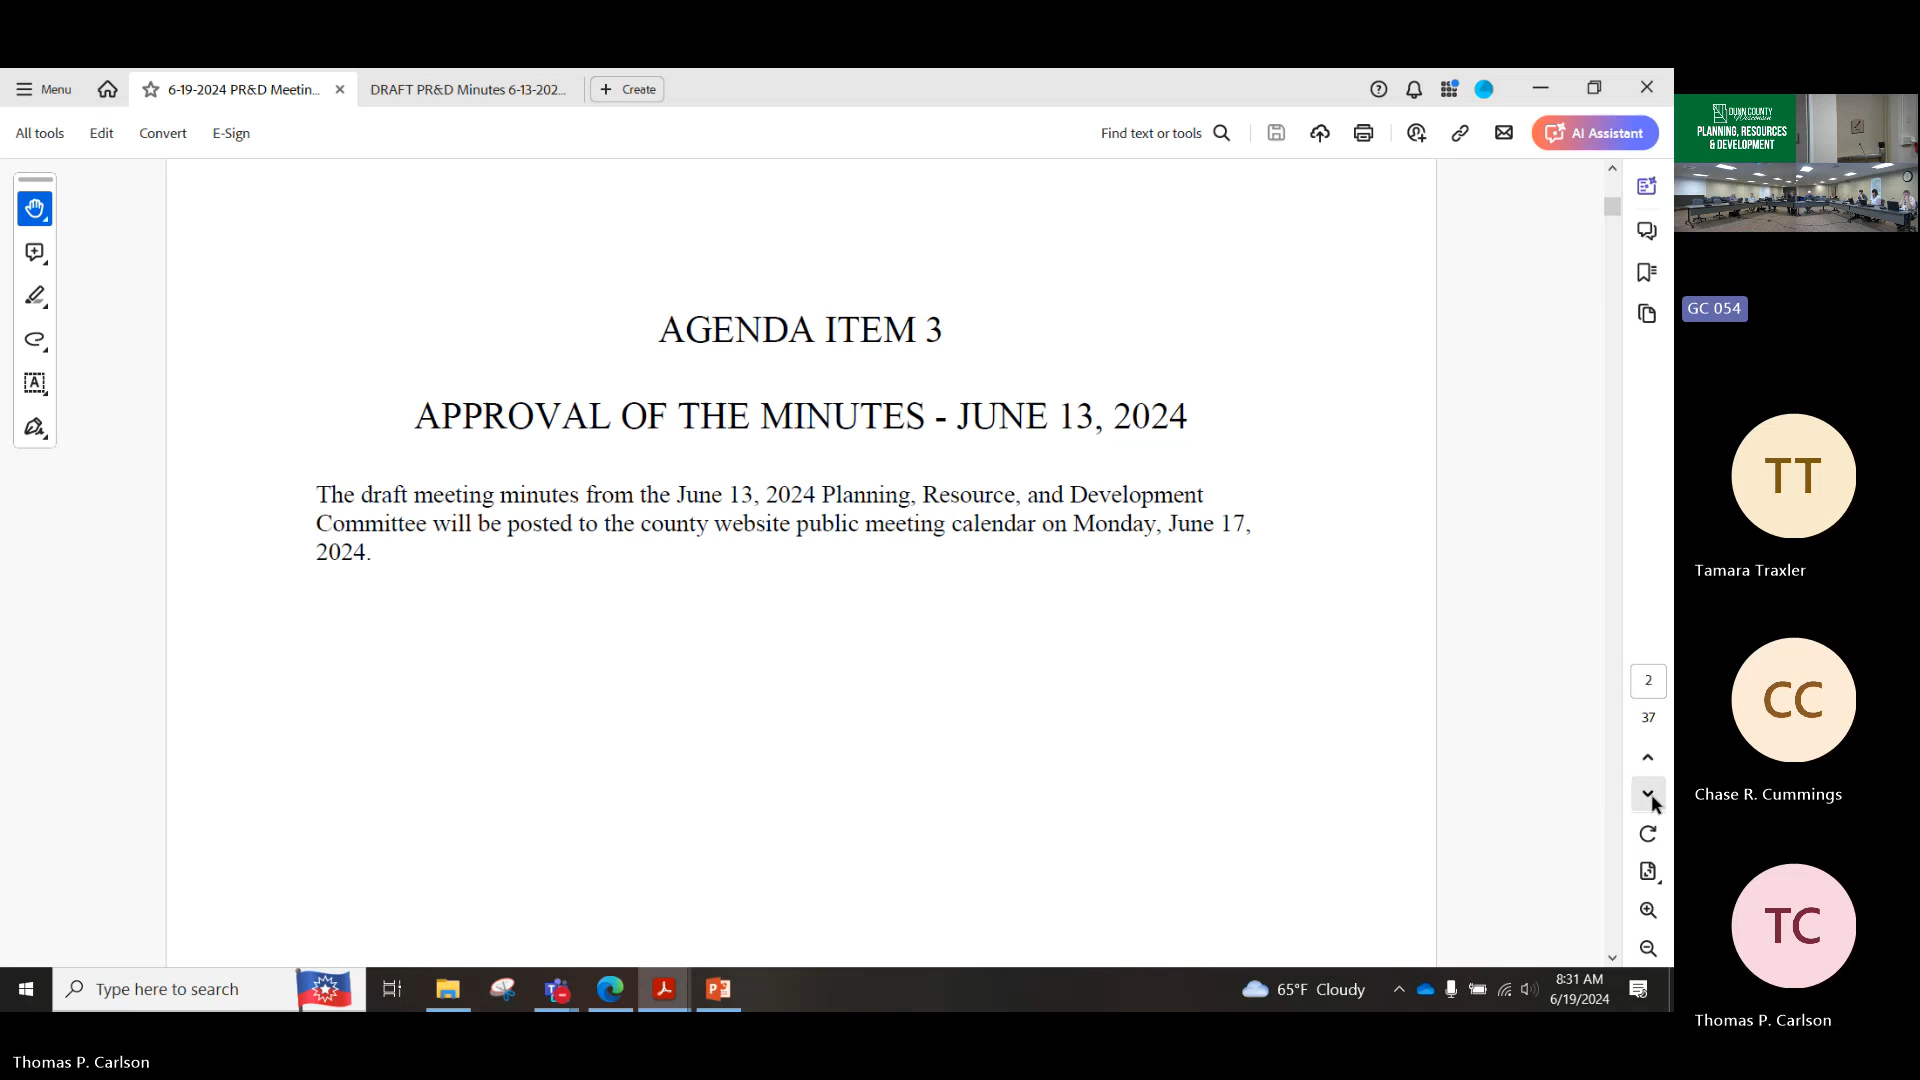 Menu
6-19-2024 PR&D Meetin...
DRAFT PR&D Minutes 6-13-202...
Create
All tools
Edit
Convert
E-Sign
Find text or tools
AI Assistant
AGENDA ITEM 3
APPROVAL OF THE MINUTES - JUNE 13, 2024
The draft meeting minutes from the June 13, 2024 Planning, Resource, and Development
Committee will be posted to the county website public meeting calendar on Monday, June 17,
2024.
2
37
Type here to search
65°F Cloudy
8:31 AM
6/19/2024
DUNN COUNTY
Wisconsin
PLANNING, RESOURCES
& DEVELOPMENT
GC 054
TT
Tamara Traxler
CC
Chase R. Cummings
TC
Thomas P. Carlson
Thomas P. Carlson